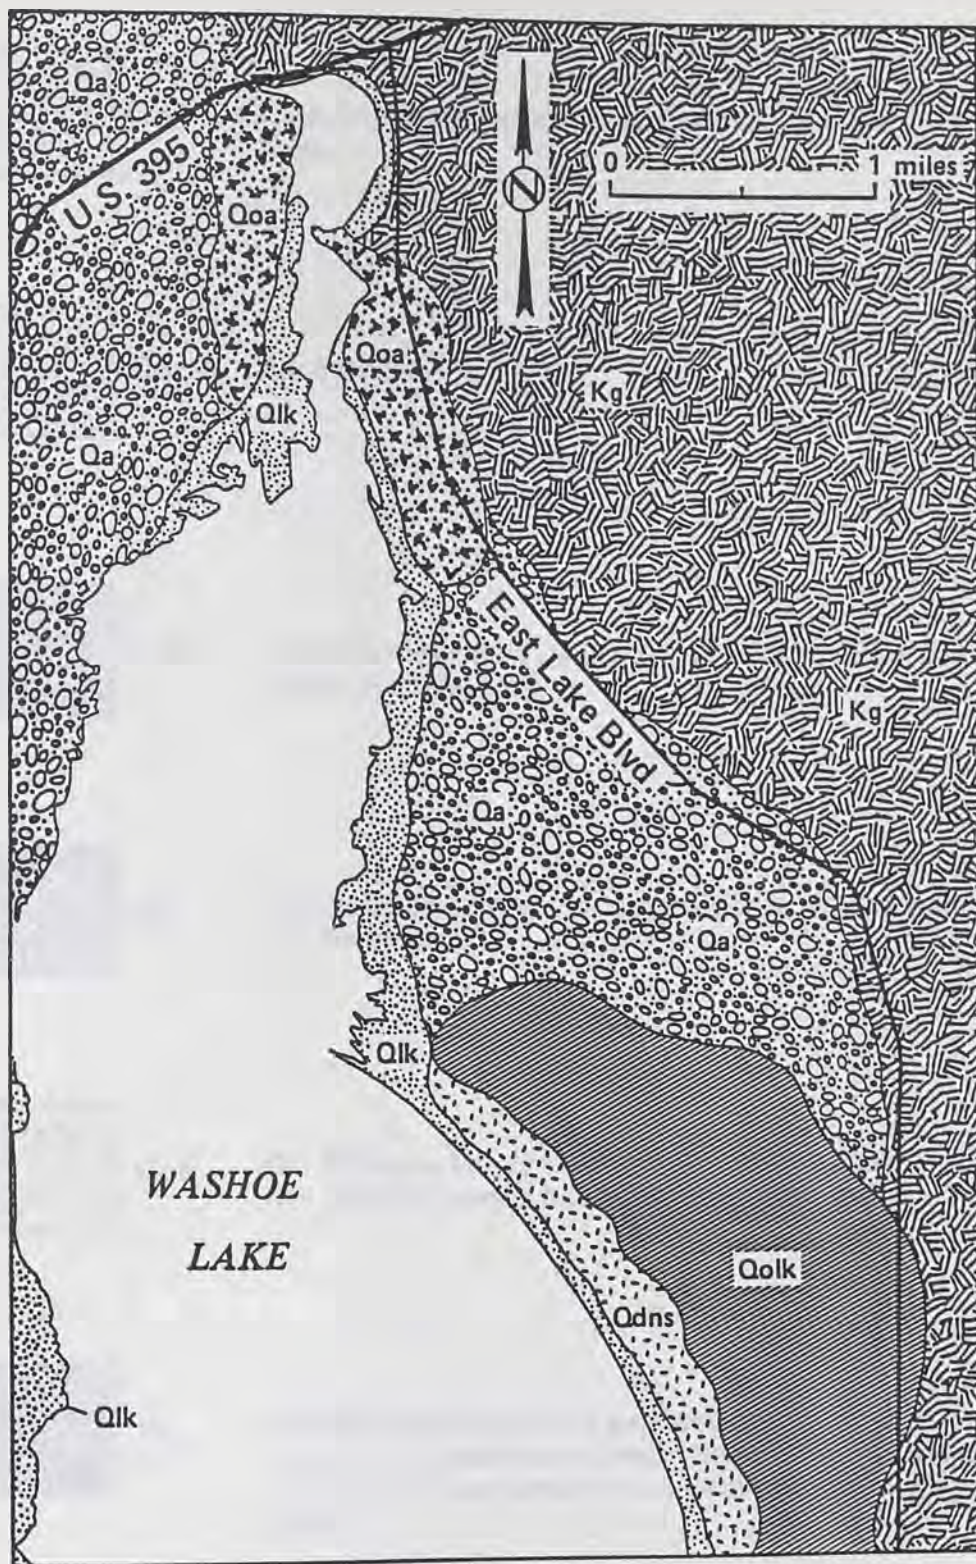 Qa
U.S. 395
Qoa
N
0 1 miles
Qoa
Kg
Qlk
Qa
East Lake Blvd
Kg
Qa
Qa
Qlk
WASHOE
LAKE
Qolk
Qdns
Qlk